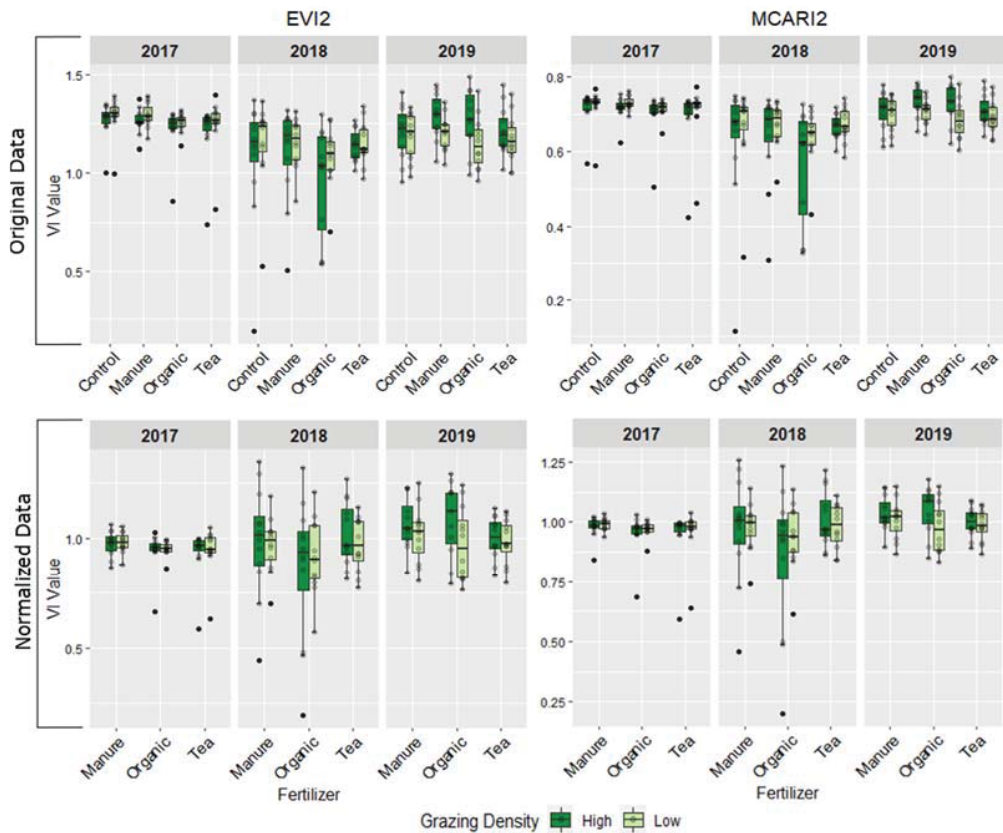 EVI2
MCARI2
2017 2018 2019
2017 2018 2019
Original Data
VI Value
1.5
1.0
0.5
0.8
0.6
0.4
0.2
Control Manure Organic Tea
Control Manure Organic Tea
Control Manure Organic Tea
Control Manure Organic Tea
Control Manure Organic Tea
Control Manure Organic Tea
2017 2018 2019
2017 2018 2019
Normalized Data
VI Value
1.0
0.5
1.25
1.00
0.75
0.50
0.25
Manure Organic Tea
Manure Organic Tea
Manure Organic Tea
Manure Organic Tea
Manure Organic Tea
Manure Organic Tea
Fertilizer
Fertilizer
Grazing Density High Low